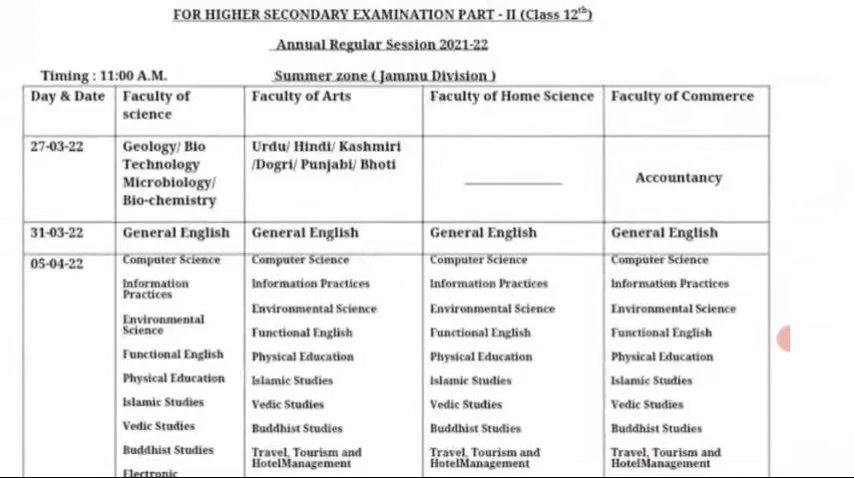 FOR HIGHER SECONDARY EXAMINATION PART - II (Class 12th)
Annual Regular Session 2021-22
Timing : 11:00 A.M.
Summer zone ( Jammu Division )
Day & Date
Faculty of
science
Faculty of Arts
Faculty of Home Science
Faculty of Commerce
27-03-22
Geology/ Bio
Technology
Microbiology/
Bio-chemistry
Urdu/ Hindi/ Kashmiri
/Dogri/ Punjabi/ Bhoti
Accountancy
31-03-22
General English
General English
General English
General English
05-04-22
Computer Science
Information
Practices
Environmental
Science
Functional English
Physical Education
Islamic Studies
Vedic Studies
Buddhist Studies
Electronic
Computer Science
Information Practices
Environmental Science
Functional English
Physical Education
Islamic Studies
Vedic Studies
Buddhist Studies
Travel, Tourism and
HotelManagement
Computer Science
Information Practices
Environmental Science
Functional English
Physical Education
Islamic Studies
Vedic Studies
Buddhist Studies
Travel, Tourism and
HotelManagement
Computer Science
Information Practices
Environmental Science
Functional English
Physical Education
Islamic Studies
Vedic Studies
Buddhist Studies
Travel, Tourism and
HotelManagement